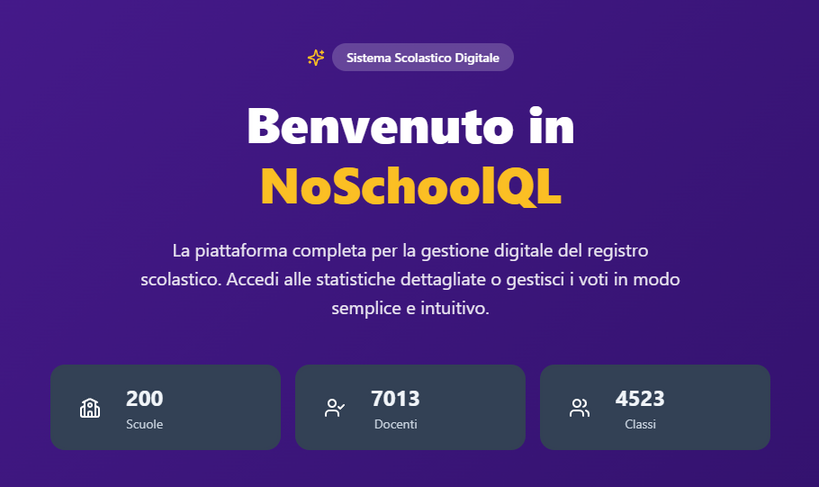 Sistema Scolastico Digitale
Benvenuto in
NoSchoolQL
La piattaforma completa per la gestione digitale del registro
scolastico. Accedi alle statistiche dettagliate o gestisci i voti in modo
semplice e intuitivo.
200
Scuole
7013
Docenti
4523
Classi